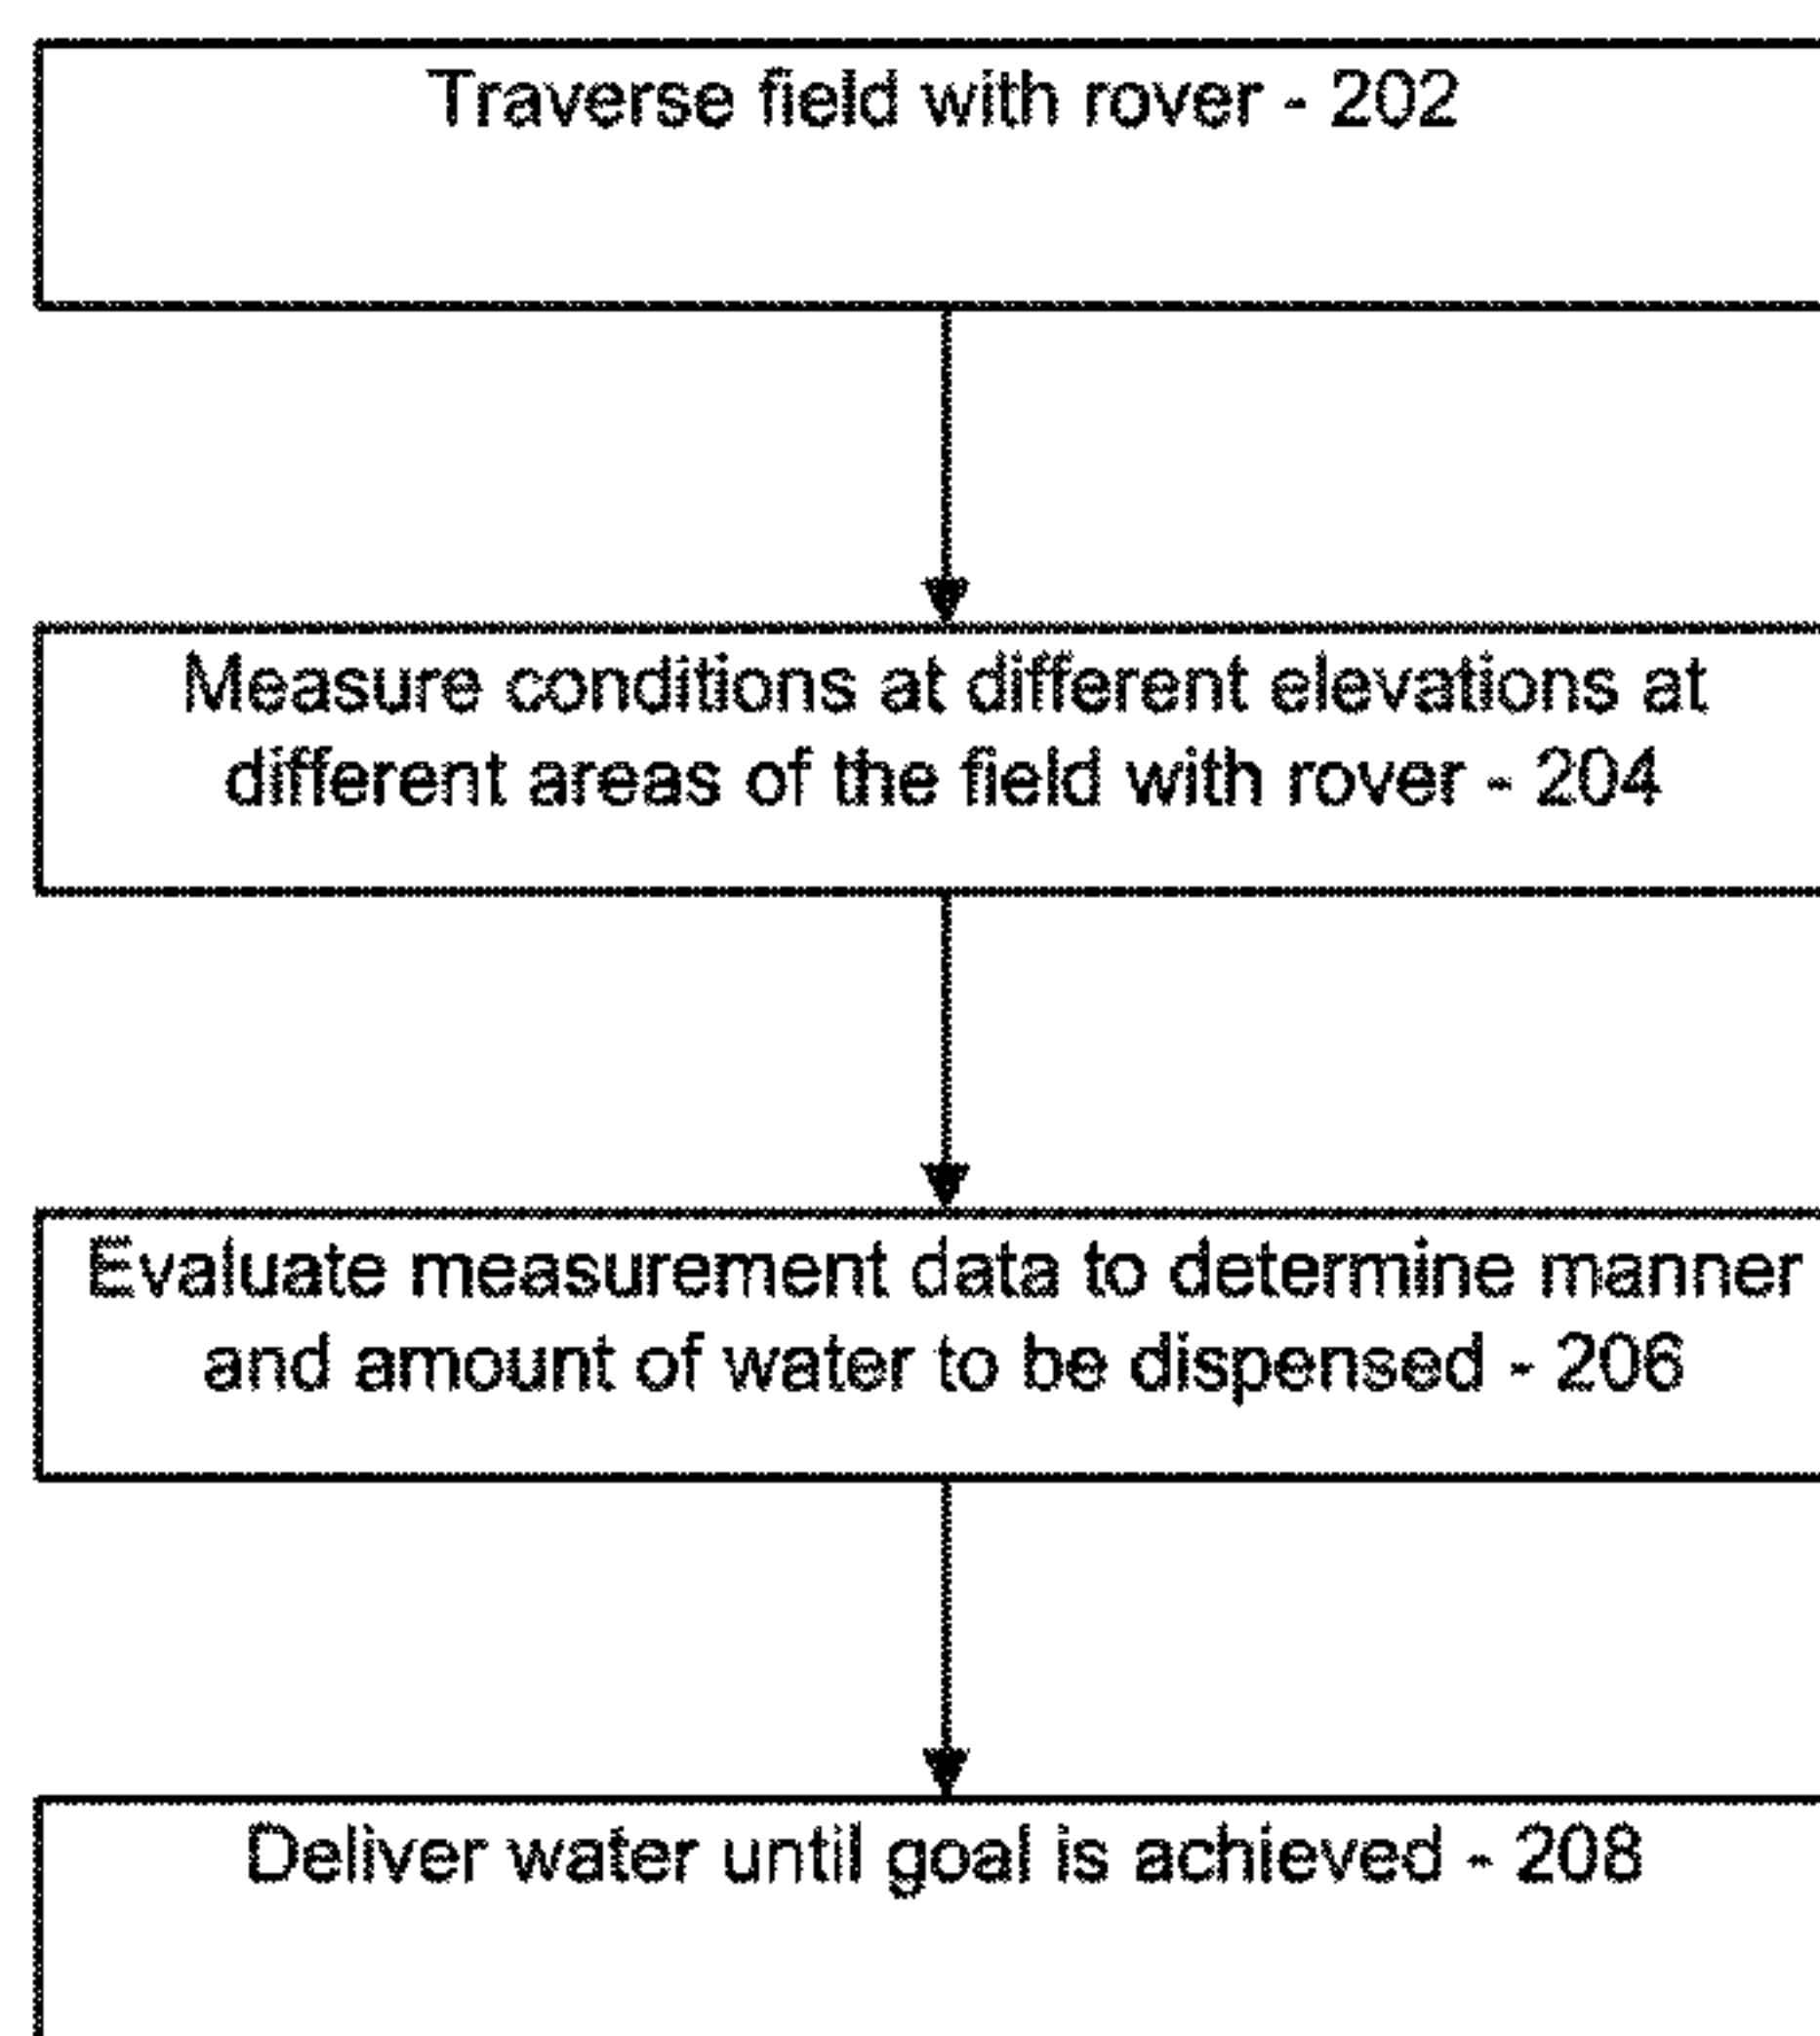 Traverse field with rover - 202
Measure conditions at different elevations at
different areas of the field with rover - 204
Evaluate measurement data to determine manner
and amount of water to be dispensed - 206
Deliver water until goal is achieved - 208